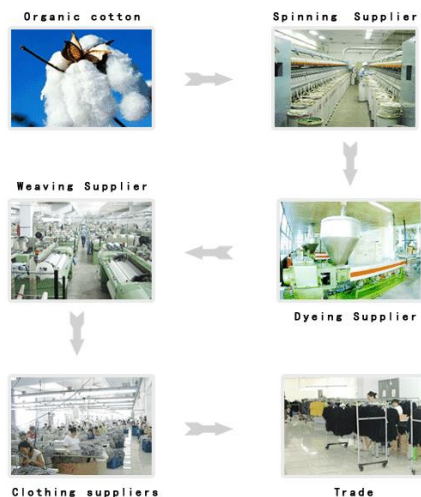 Organic cotton
Spinning Supplier
Weaving Supplier
Dyeing Supplier
Clothing suppliers
Trade